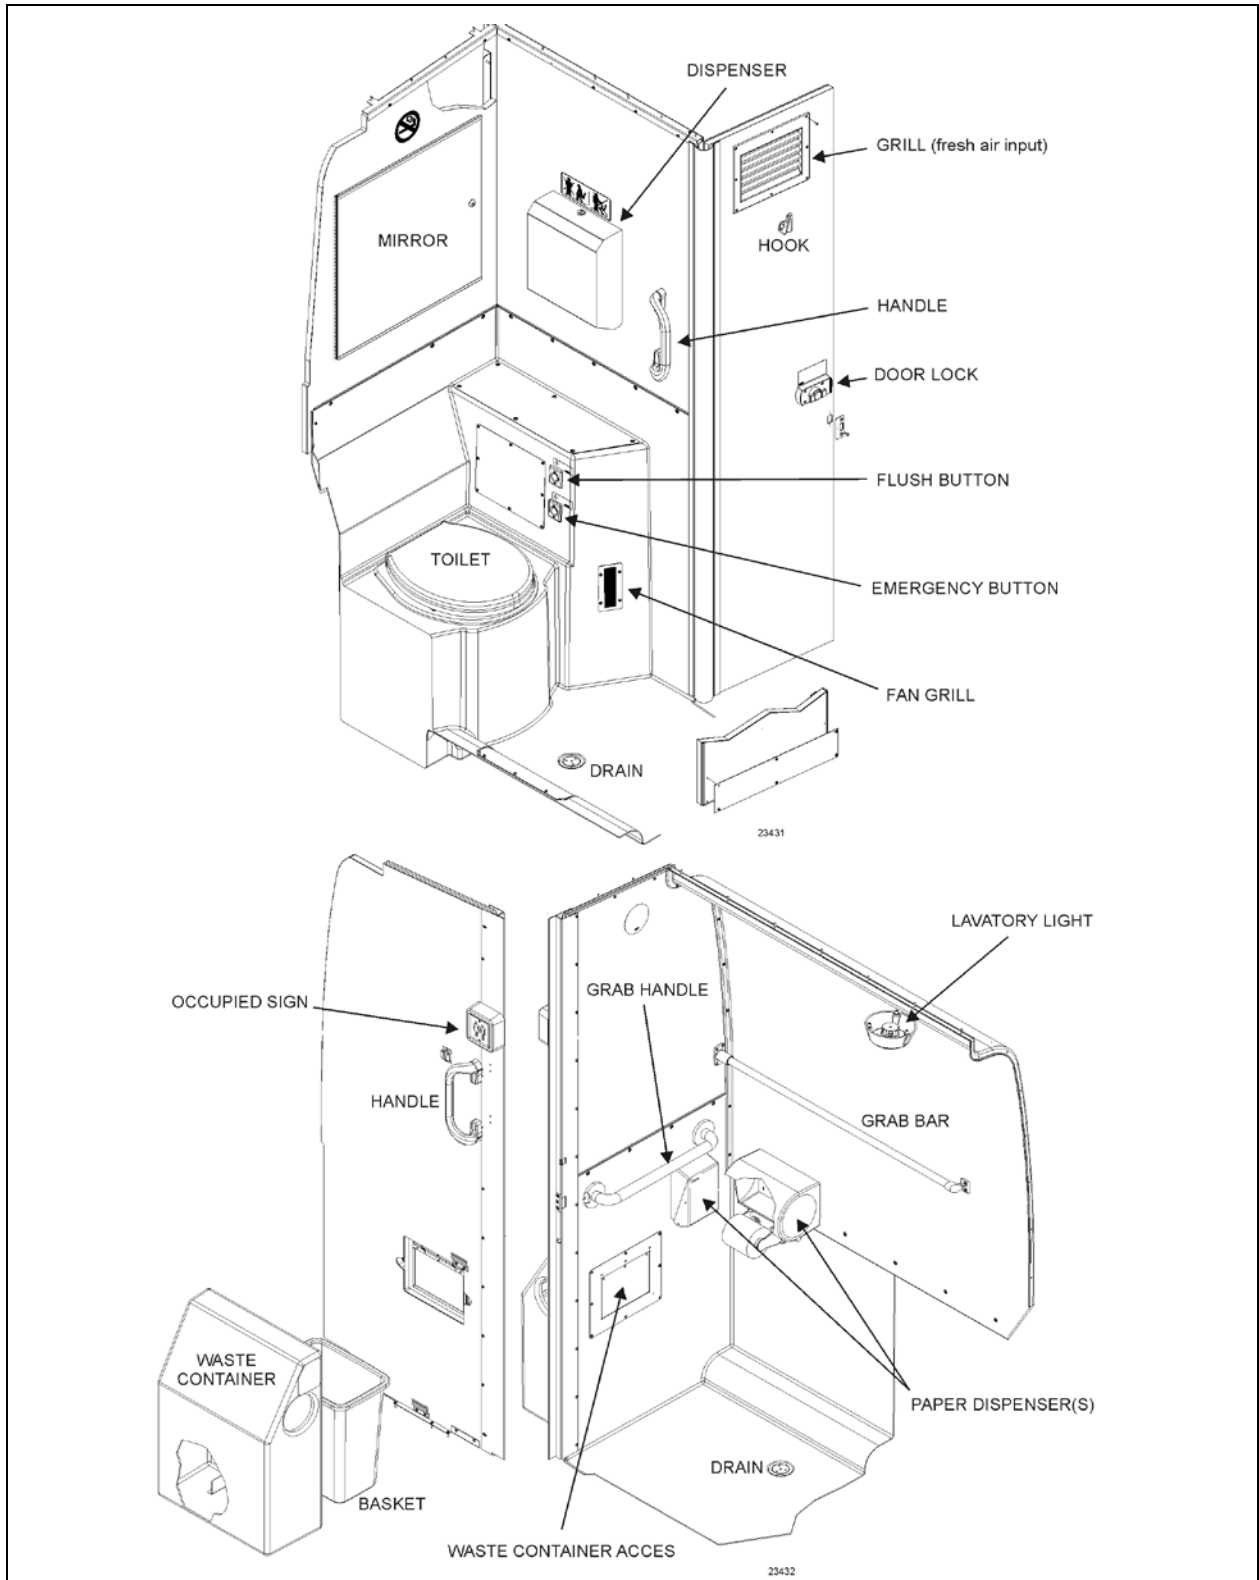 DISPENSER
GRILL (fresh air input)
MIRROR
HOOK
HANDLE
DOOR LOCK
FLUSH BUTTON
TOILET
EMERGENCY BUTTON
FAN GRILL
DRAIN
23431
LAVATORY LIGHT
GRAB HANDLE
OCCUPIED SIGN
HANDLE
GRAB BAR
WASTE
CONTAINER
PAPER DISPENSER(S)
DRAIN
BASKET
WASTE CONTAINER ACCES
23432